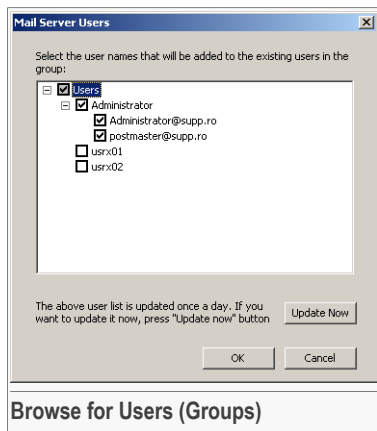 Mail Server Users
Select the user names that will be added to the existing users in the
group:
Users
Administrator
Administrator@supp.ro
postmaster@supp.ro
usrx01
usrx02
The above user list is updated once a day. If you
want to update it now, press "Update now" button
Update Now
OK
Cancel
Browse for Users (Groups)